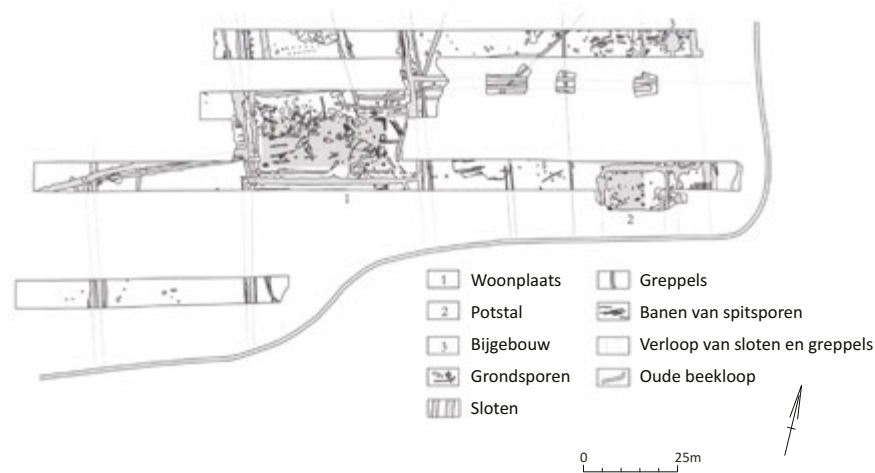 3
1
2
1 Woonplaats
2 Potstal
3 Bijgebouw
Grondsporen
Sloten
Greppels
Banen van spitsporen
Verloop van sloten en greppels
Oude beekloop
0 25m